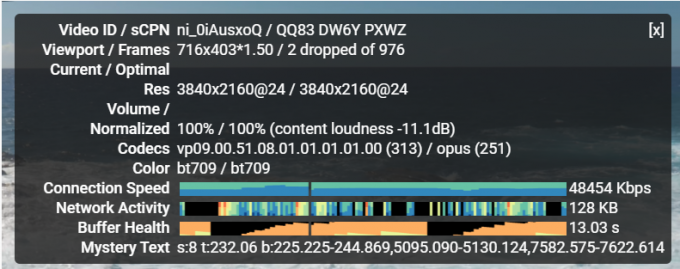 Video ID / sCPN ni_0iAusxoQ / QQ83 DW6Y PXWZ [x]
Viewport / Frames 716x403*1.50 / 2 dropped of 976
Current / Optimal
Res 3840x2160@24 / 3840x2160@24
Volume /
Normalized 100% / 100% (content loudness -11.1dB)
Codecs vp09.00.51.08.01.01.01.01.00 (313) / opus (251)
Color bt709 / bt709
Connection Speed 48454 Kbps
Network Activity 128 KB
Buffer Health 13.03 s
Mystery Text s:8 t:232.06 b:225.225-244.869,5095.090-5130.124,7582.575-7622.614